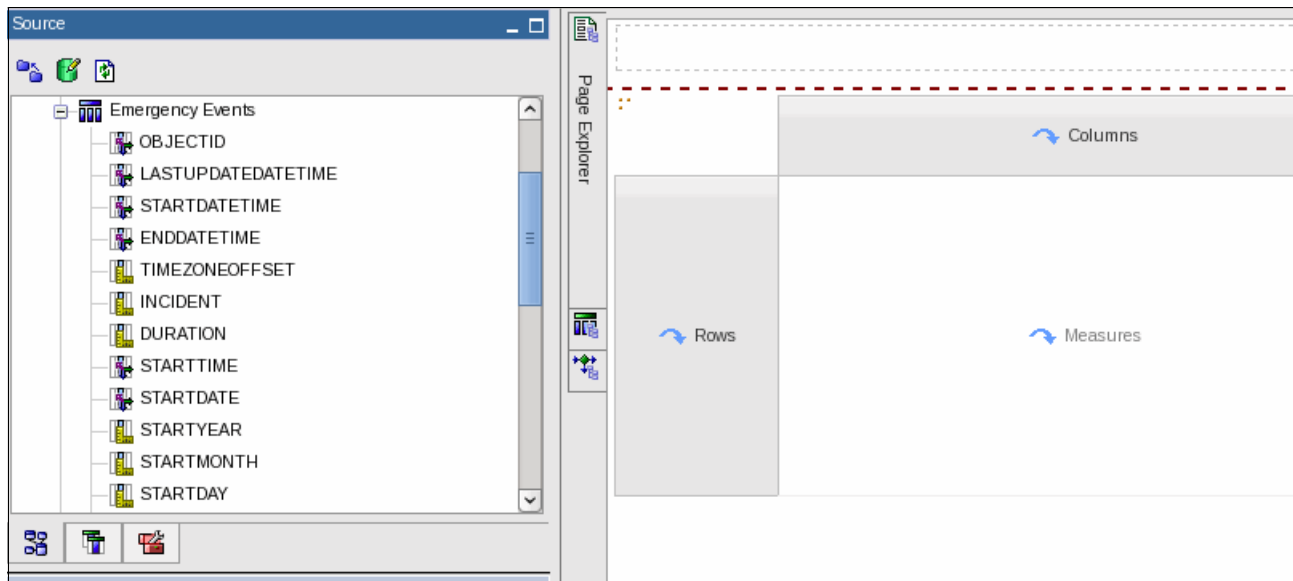 Source
Emergency Events
OBJECTID
LASTUPDATEDATETIME
STARTDATETIME
ENDDATETIME
TIMEZONEOFFSET
INCIDENT
DURATION
STARTTIME
STARTDATE
STARTYEAR
STARTMONTH
STARTDAY
Page Explorer
Columns
Rows
Measures